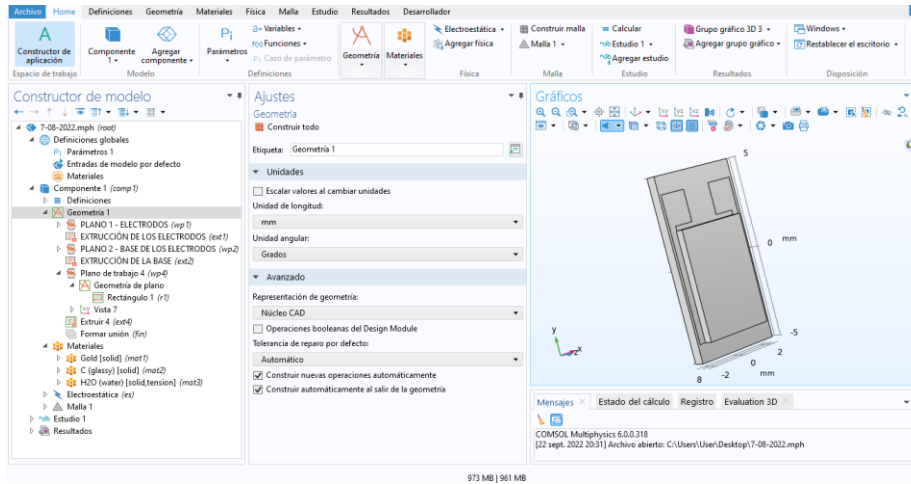 Archivo Home Definiciones Geometría Materiales Física Malla Estudio Resultados Desarrollador
A
Constructor de aplicación
Espacio de trabajo
Componente 1
Agregar componente
Modelo
Pi
Parámetros
a= Variables
f(x) Funciones
Pi Caso de parámetro
Definiciones
Geometría
Materiales
Electroestática
Agregar física
Física
Construir malla
Malla 1
Malla
= Calcular
Estudio 1
Agregar estudio
Estudio
Grupo gráfico 3D 3
Agregar grupo gráfico
Resultados
Windows
Restablecer el escritorio
Disposición
Constructor de modelo
7-08-2022.mph (root)
Definiciones globales
Pi Parámetros 1
Entradas de modelo por defecto
Materiales
Componente 1 (comp1)
Definiciones
Geometría 1
PLANO 1 - ELECTRODOS (wp1)
EXTRUCCIÓN DE LOS ELECTRODOS (ext1)
PLANO 2 - BASE DE LOS ELECTRODOS (wp2)
EXTRUCCIÓN DE LA BASE (ext2)
Plano de trabajo 4 (wp4)
Geometría de plano
Rectángulo 1 (r1)
Vista 7
Extruir 4 (ext4)
Formar unión (fin)
Materiales
Gold [solid] (mat1)
C (glassy) [solid] (mat2)
H2O (water) [solid,tension] (mat3)
Electroestática (es)
Malla 1
Estudio 1
Resultados
Ajustes
Geometría
Construir todo
Etiqueta: Geometría 1
Unidades
Escalar valores al cambiar unidades
Unidad de longitud:
mm
Unidad angular:
Grados
Avanzado
Representación de geometría:
Núcleo CAD
Operaciones booleanas del Design Module
Tolerancia de reparo por defecto:
Automático
Construir nuevas operaciones automáticamente
Construir automáticamente al salir de la geometría
Gráficos
5
0 mm
-5
2
0 mm
-2
8
y
z x
Mensajes Estado del cálculo Registro Evaluation 3D
COMSOL Multiphysics 6.0.0.318
[22 sept. 2022 20:31] Archivo abierto: C:\Users\User\Desktop\7-08-2022.mph
973 MB | 961 MB